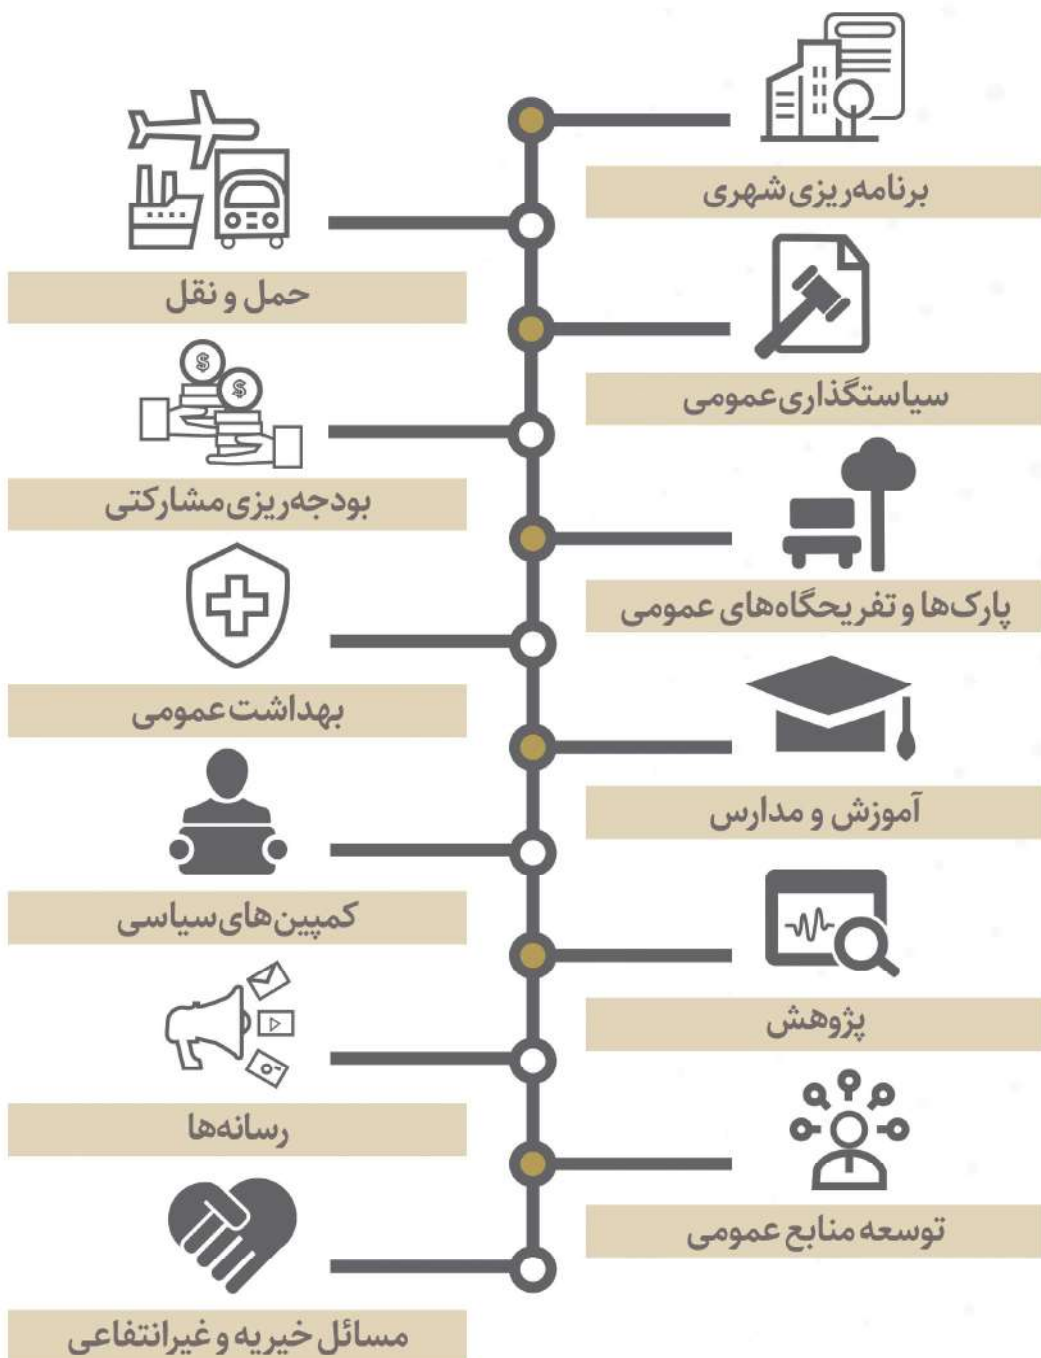 برنامه‌ریزی شهری
حمل و نقل
سیاستگذاری عمومی
بودجه‌ریزی مشارکتی
پارک‌ها و تفریحگاه‌های عمومی
بهداشت عمومی
آموزش و مدارس
کمپین‌های سیاسی
پژوهش
رسانه‌ها
توسعه منابع عمومی
مسائل خیریه و غیرانتفاعی